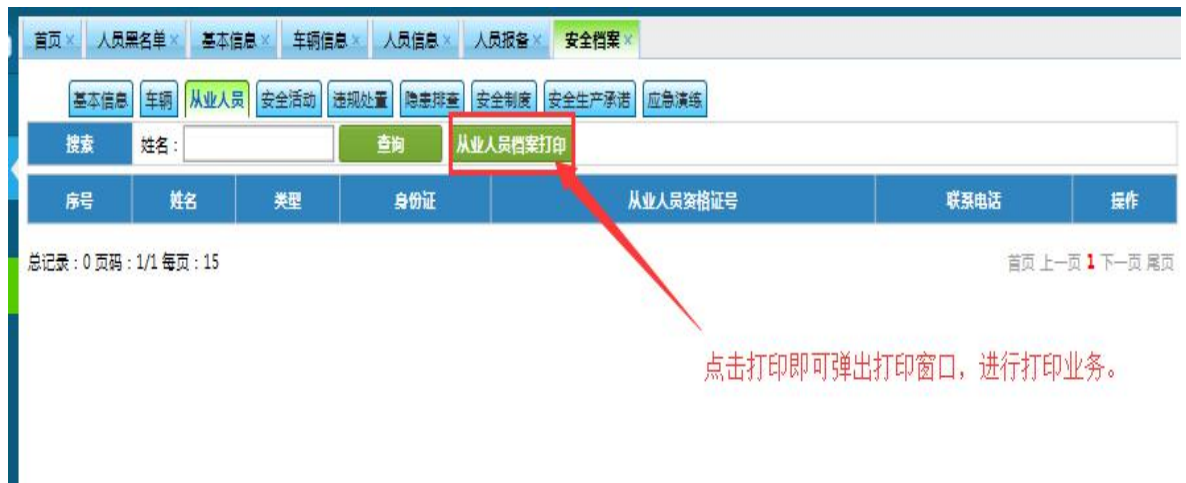 首页× 人员黑名单× 基本信息× 车辆信息× 人员信息× 人员报备× 安全档案×
基本信息 车辆 从业人员 安全活动 违规处置 隐患排查 安全制度 安全生产承诺 应急演练
搜索 姓名： 查询 从业人员档案打印
序号 姓名 类型 身份证 从业人员资格证号 联系电话 操作
总记录：0 页码：1/1 每页：15 首页 上一页 1 下一页 尾页
点击打印即可弹出打印窗口，进行打印业务。